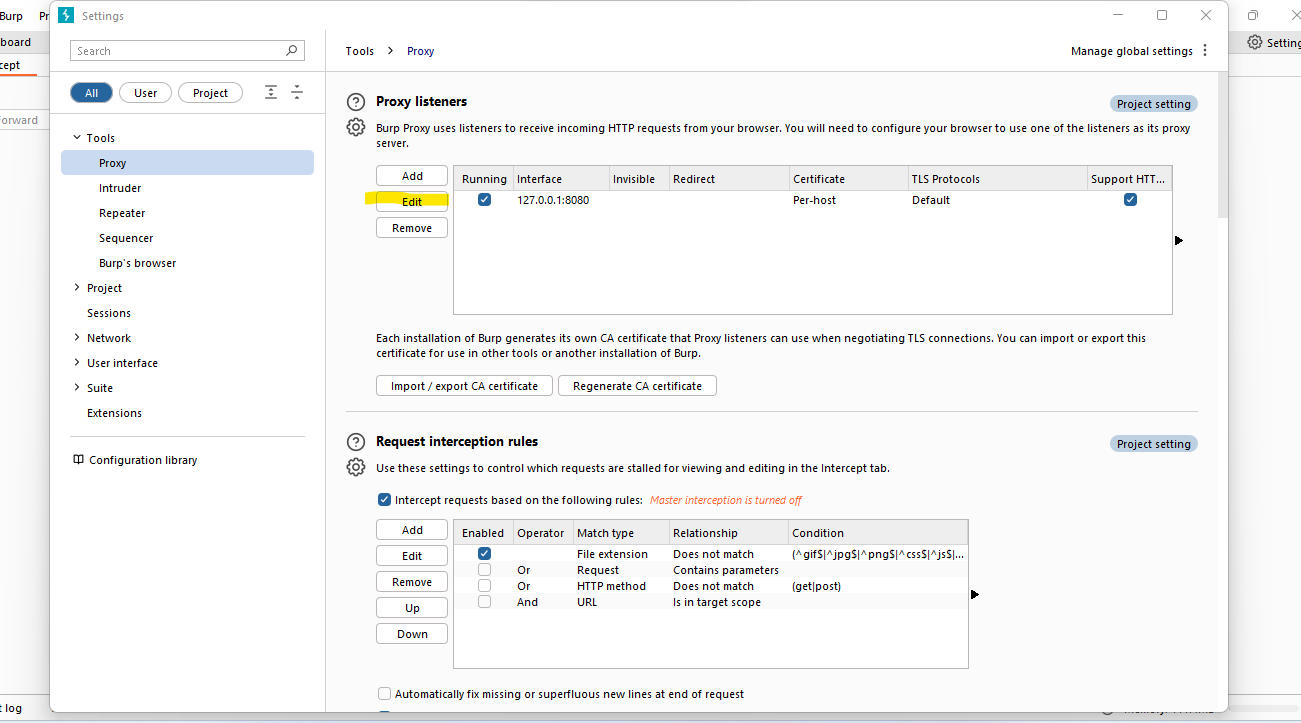 Burp
Settings
board
Search
Tools > Proxy
Manage global settings
Setting
cept
All
User
Project
Forward
Tools
Proxy
Intruder
Repeater
Sequencer
Burp's browser
Project
Sessions
Network
User interface
Suite
Extensions
Configuration library
Proxy listeners
Project setting
Burp Proxy uses listeners to receive incoming HTTP requests from your browser. You will need to configure your browser to use one of the listeners as its proxy
server.
Add
Edit
Remove
Running Interface Invisible Redirect Certificate TLS Protocols Support HTT...
127.0.0.1:8080 Per-host Default
Each installation of Burp generates its own CA certificate that Proxy listeners can use when negotiating TLS connections. You can import or export this
certificate for use in other tools or another installation of Burp.
Import / export CA certificate
Regenerate CA certificate
Request interception rules
Project setting
Use these settings to control which requests are stalled for viewing and editing in the Intercept tab.
Intercept requests based on the following rules: Master interception is turned off
Add
Edit
Remove
Up
Down
Enabled Operator Match type Relationship Condition
File extension Does not match (^gif$|^jpg$|^png$|^css$|^js$|...
Or Request Contains parameters
Or HTTP method Does not match (get|post)
And URL Is in target scope
Automatically fix missing or superfluous new lines at end of request
t log